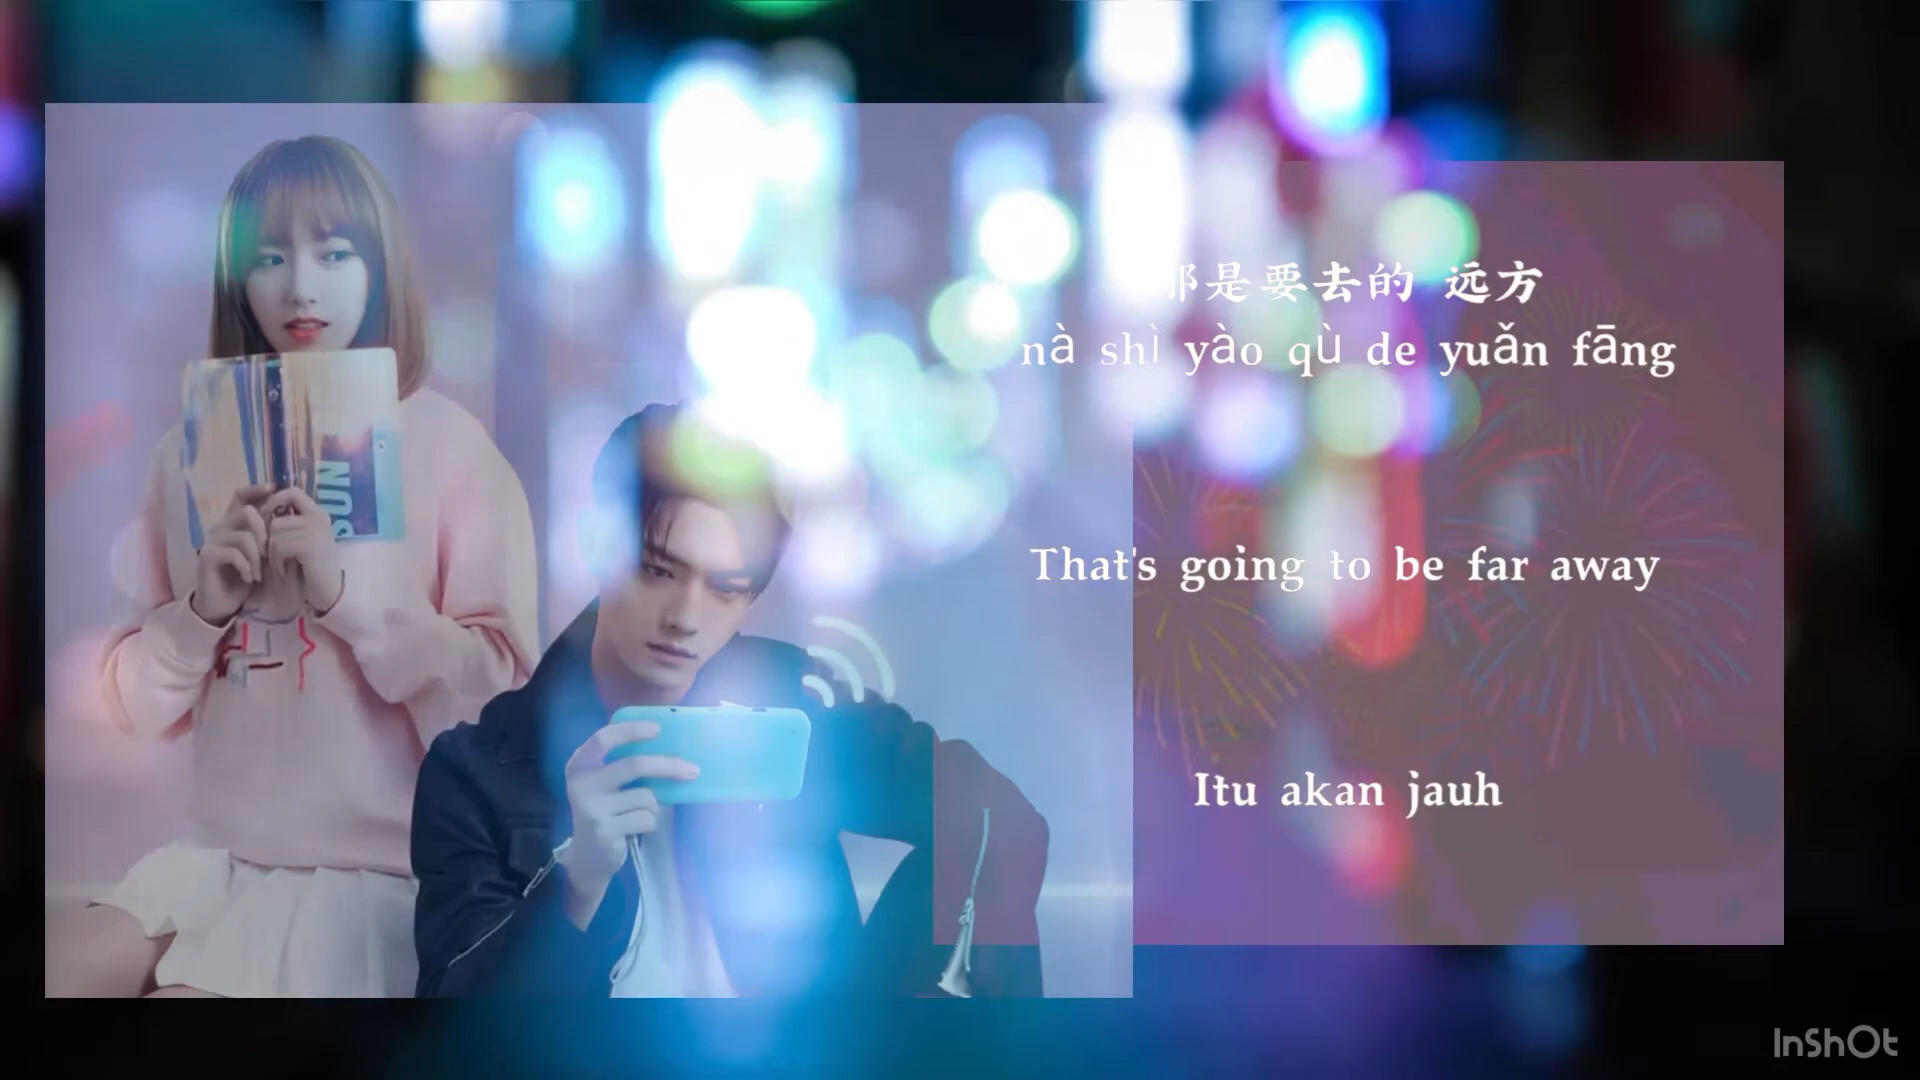 那是要去的 远方
nà shì yào qù de yuǎn fāng
That's going to be far away
Itu akan jauh
SUN
InShOt